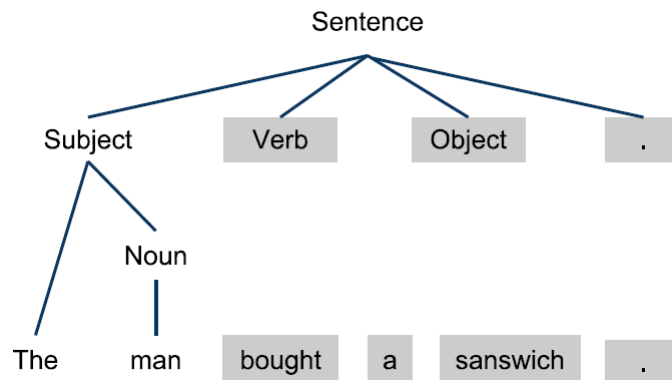 Sentence
Subject Verb Object .
Noun
The man bought a sanswich .